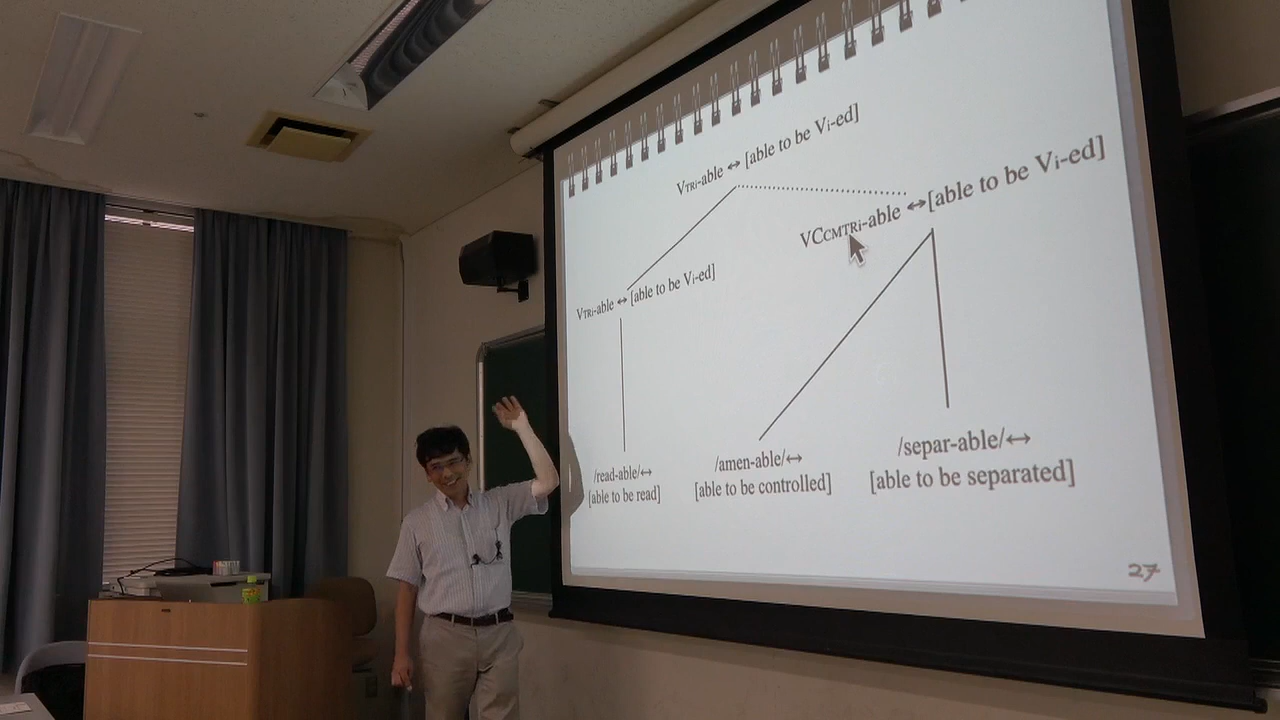 VTRi-able ↔ [able to be Vi-ed]
VCCMTRi-able ↔[able to be Vi-ed]
VTRi-able ↔ [able to be Vi-ed]
/read-able/↔
[able to be read]
/amen-able/↔
[able to be controlled]
/separ-able/↔
[able to be separated]
27